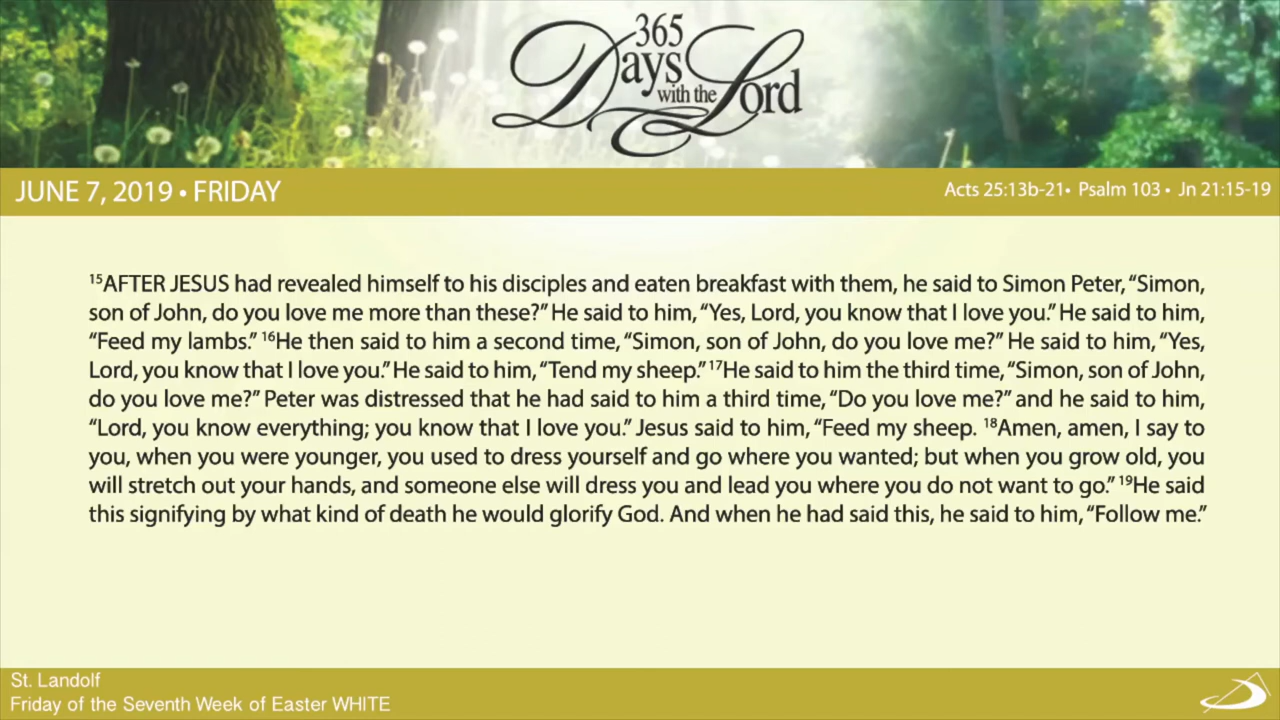 365
Days
with the
Lord
JUNE 7, 2019 • FRIDAY
Acts 25:13b-21• Psalm 103 • Jn 21:15-19
¹⁵AFTER JESUS had revealed himself to his disciples and eaten breakfast with them, he said to Simon Peter, “Simon,
son of John, do you love me more than these?” He said to him, “Yes, Lord, you know that I love you.” He said to him,
“Feed my lambs.” ¹⁶He then said to him a second time, “Simon, son of John, do you love me?” He said to him, “Yes,
Lord, you know that I love you.” He said to him, “Tend my sheep.” ¹⁷He said to him the third time, “Simon, son of John,
do you love me?” Peter was distressed that he had said to him a third time, “Do you love me?” and he said to him,
“Lord, you know everything; you know that I love you.” Jesus said to him, “Feed my sheep. ¹⁸Amen, amen, I say to
you, when you were younger, you used to dress yourself and go where you wanted; but when you grow old, you
will stretch out your hands, and someone else will dress you and lead you where you do not want to go.” ¹⁹He said
this signifying by what kind of death he would glorify God. And when he had said this, he said to him, “Follow me.”
St. Landolf
Friday of the Seventh Week of Easter WHITE